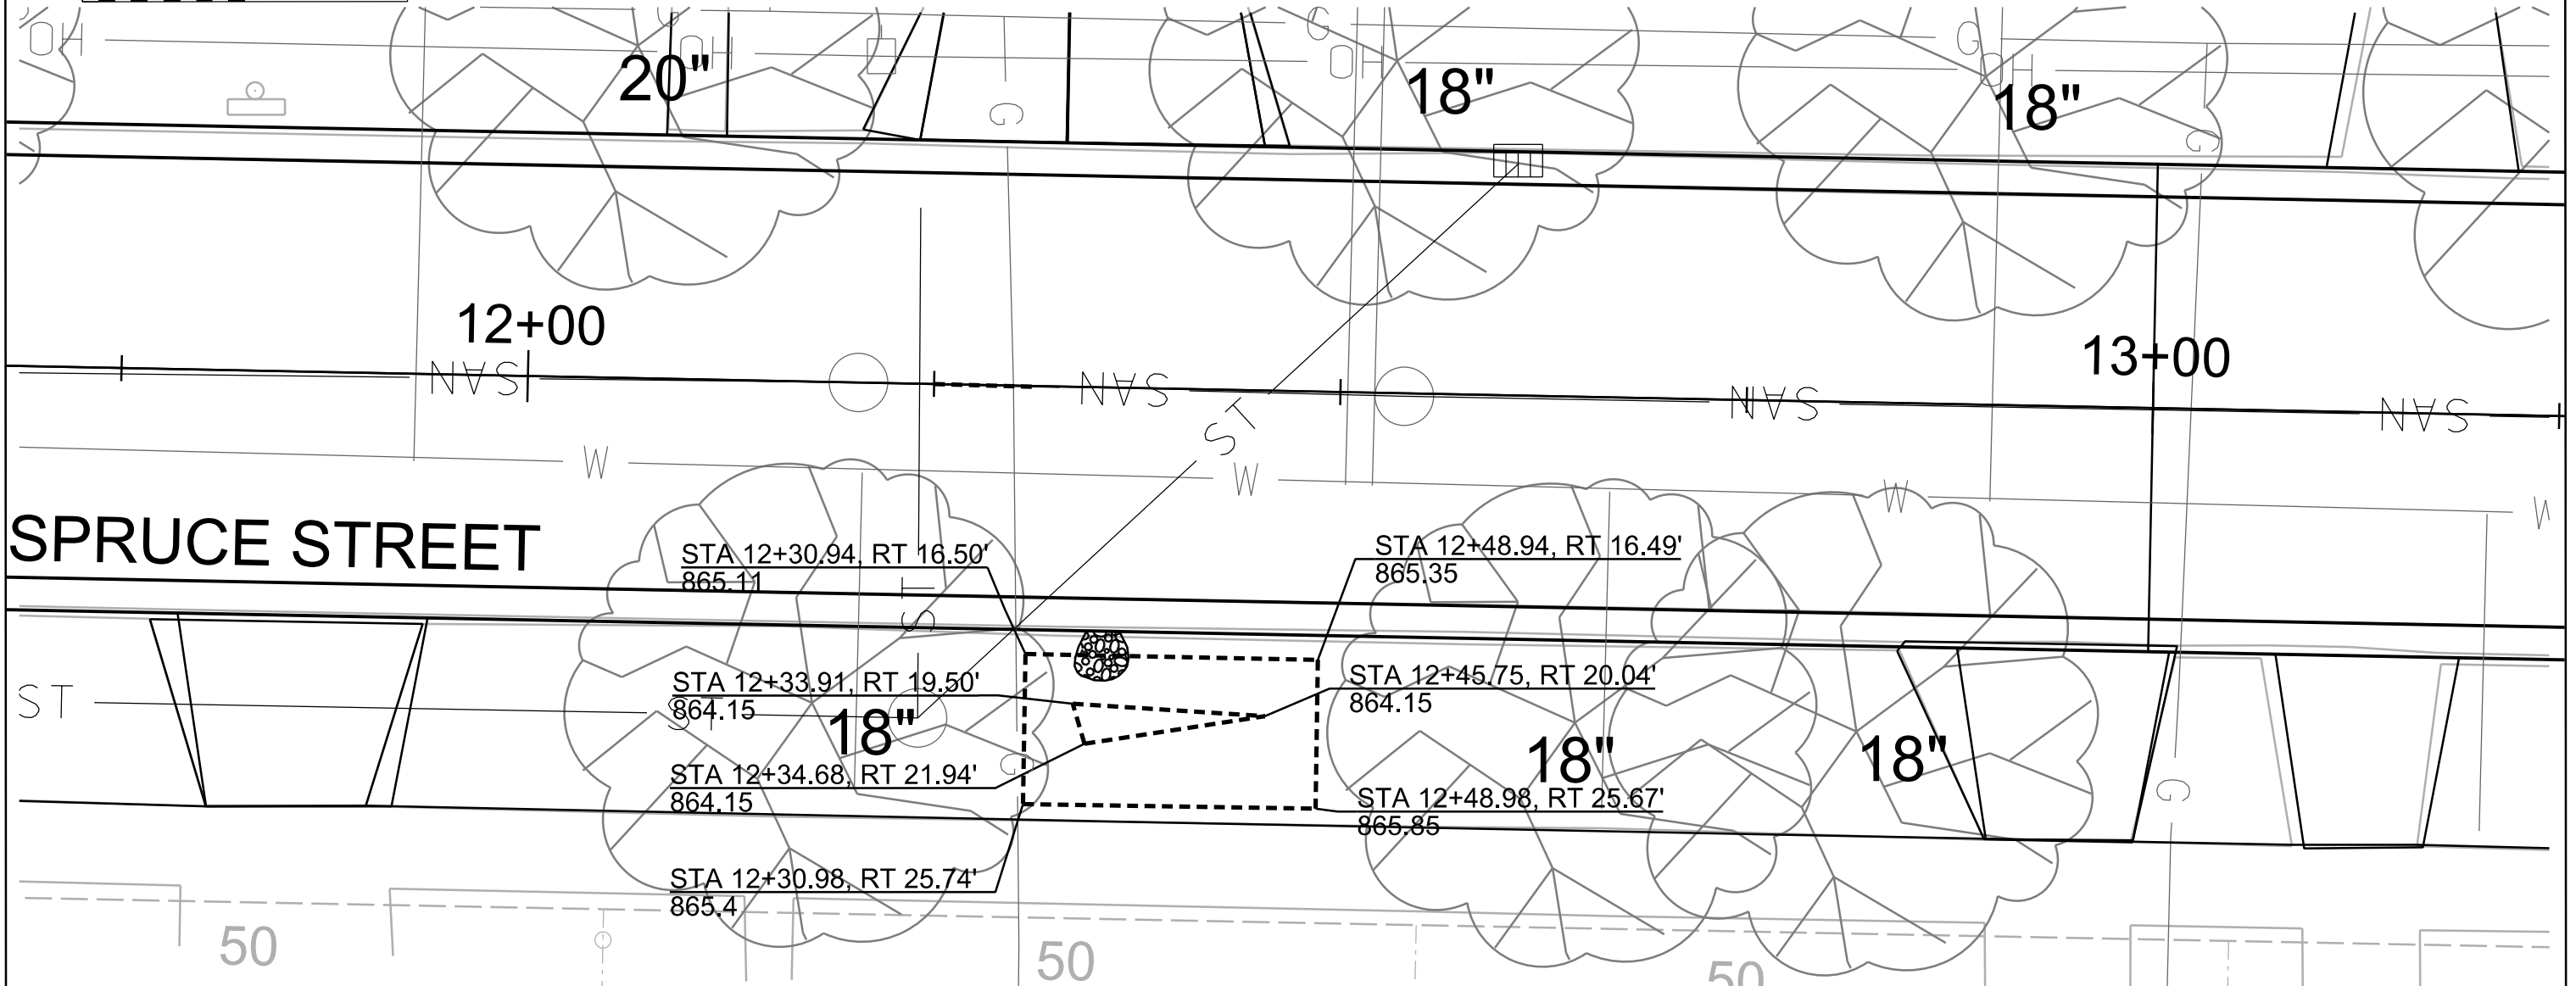 OH
G
OH
G
OH
G
OH
20"
18"
18"
G
G
12+00
13+00
SAN
SAN
SAN
SAN
ST
W
W
W
W
SPRUCE STREET
STA 12+30.94, RT 16.50'
865.11
STA 12+48.94, RT 16.49'
865.35
ST
STA 12+33.91, RT 19.50'
864.15
STA 12+45.75, RT 20.04'
864.15
ST
ST
18"
18"
18"
STA 12+34.68, RT 21.94'
864.15
G
G
STA 12+48.98, RT 25.67'
865.85
STA 12+30.98, RT 25.74'
865.4
50
50
50